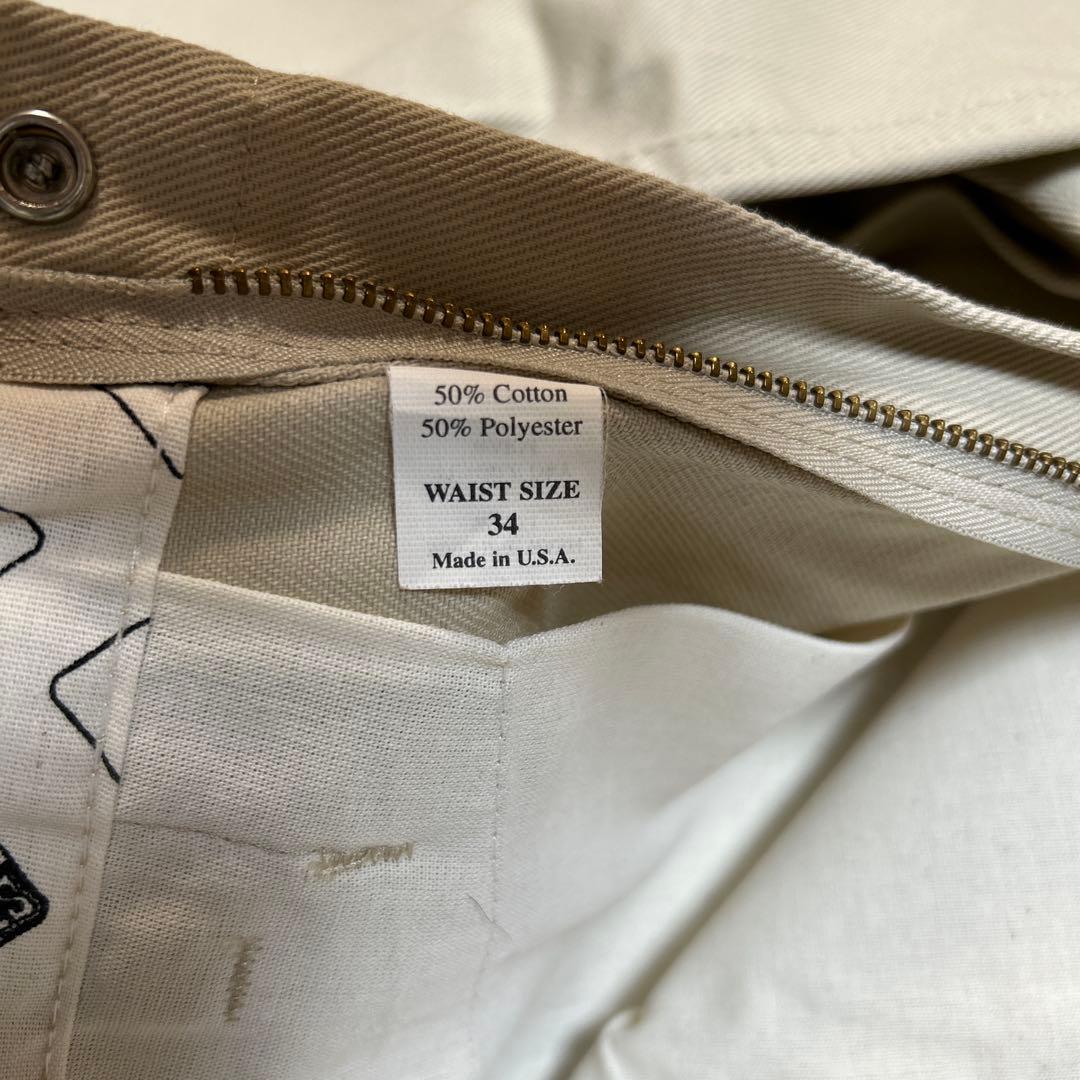 50% Cotton
50% Polyester
WAIST SIZE
34
Made in U.S.A.